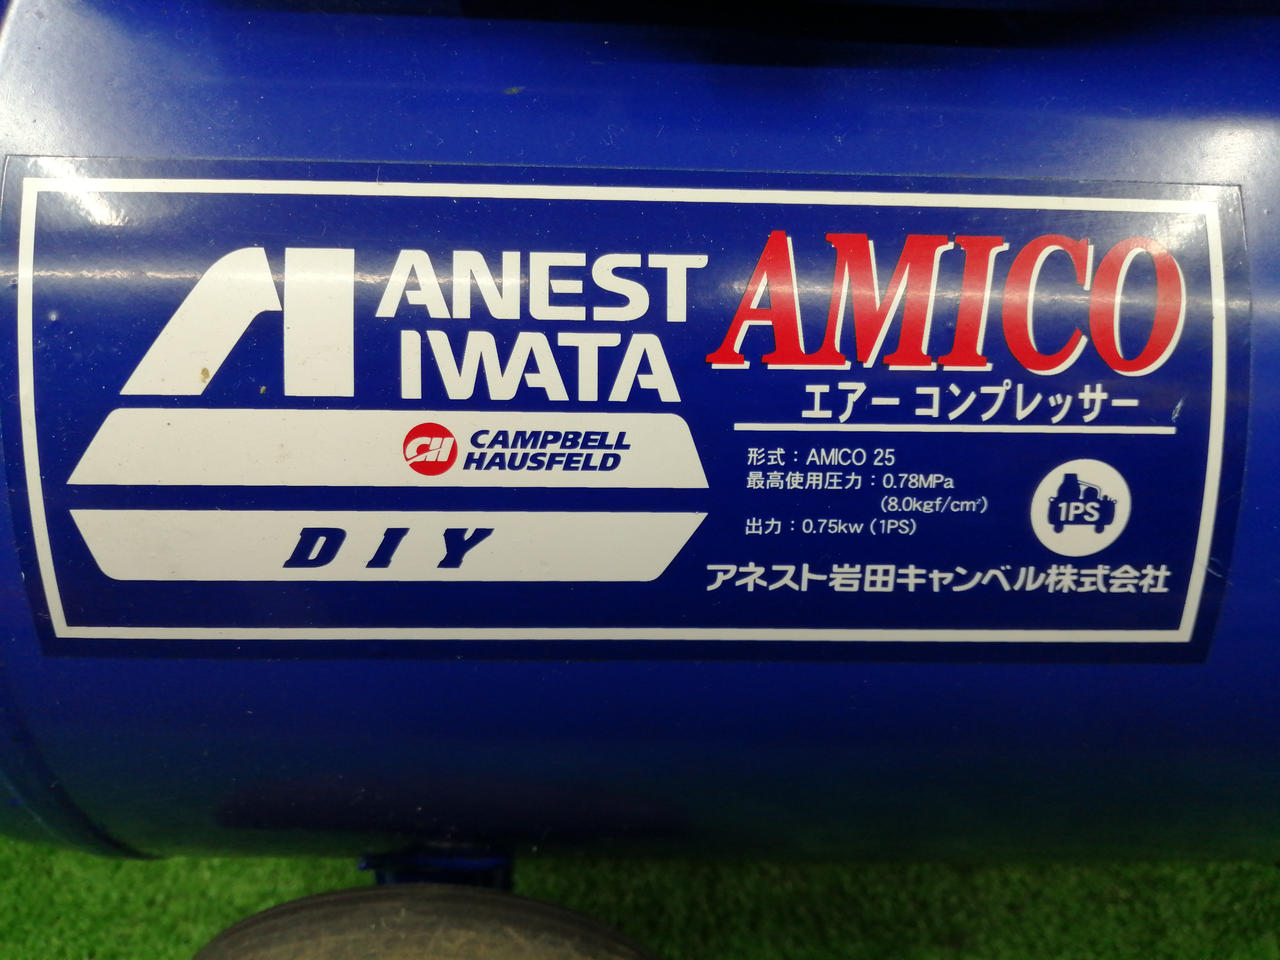 ANEST
IWATA
CH CAMPBELL
HAUSFELD
DIY
AMICO
エアーコンプレッサー
形式：AMICO 25
最高使用圧力：0.78MPa
(8.0kgf/cm²)
出力：0.75kw (1PS)
1PS
アネスト岩田キャンベル株式会社